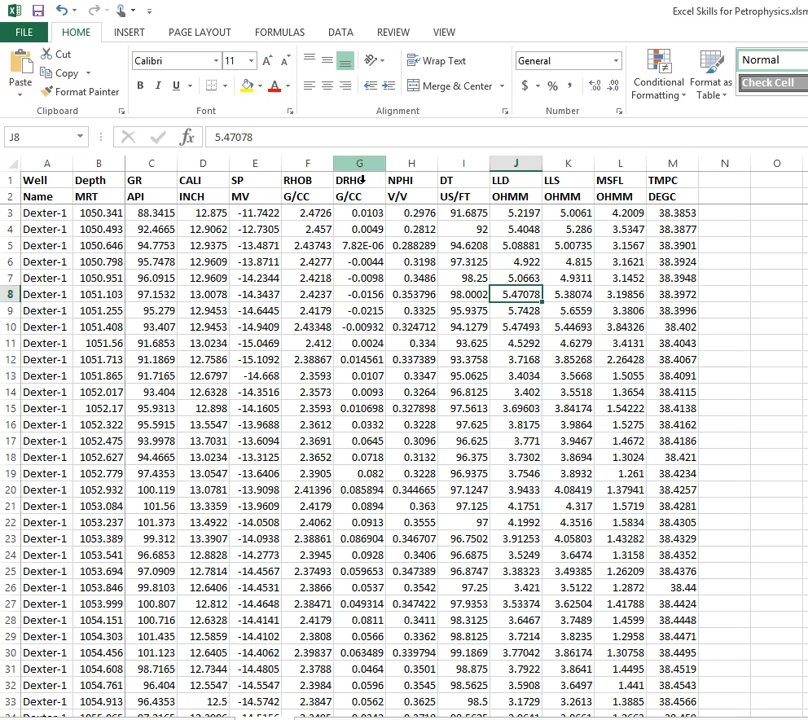 Excel Skills for Petrophysics.xlsm
FILE HOME INSERT PAGE LAYOUT FORMULAS DATA REVIEW VIEW
Paste
Cut
Copy
Format Painter
Clipboard
Calibri 11
B I U
Font
Wrap Text
Merge & Center
Alignment
General
$ %
Number
Conditional Formatting
Format as Table
Normal
Check Cell
J8 fx 5.47078
A B C D E F G H I J K L M N O
1 Well Depth GR CALI SP RHOB DRHO NPHI DT LLD LLS MSFL TMPC
2 Name MRT API INCH MV G/CC G/CC V/V US/FT OHMM OHMM OHMM DEGC
3 Dexter-1 1050.341 88.3415 12.875 -11.7422 2.4726 0.0103 0.2976 91.6875 5.2197 5.0061 4.2009 38.3853
4 Dexter-1 1050.493 92.4665 12.9062 -12.7305 2.457 0.0049 0.2812 92 5.4048 5.286 3.5347 38.3877
5 Dexter-1 1050.646 94.7753 12.9375 -13.4871 2.43743 7.82E-06 0.288289 94.6208 5.08881 5.00735 3.1567 38.3901
6 Dexter-1 1050.798 95.7478 12.9609 -13.8711 2.4277 -0.0044 0.3198 97.3125 4.922 4.815 3.1621 38.3924
7 Dexter-1 1050.951 96.0915 12.9609 -14.2344 2.4218 -0.0098 0.3486 98.25 5.0663 4.9311 3.1452 38.3948
8 Dexter-1 1051.103 97.1532 13.0078 -14.3437 2.4237 -0.0156 0.353796 98.0002 5.47078 5.38074 3.19856 38.3972
9 Dexter-1 1051.255 95.279 12.9453 -14.6445 2.4179 -0.0215 0.3325 95.9375 5.7428 5.6559 3.3806 38.3996
10 Dexter-1 1051.408 93.407 12.9453 -14.9409 2.43348 -0.00932 0.324712 94.1279 5.47493 5.44693 3.84326 38.402
11 Dexter-1 1051.56 91.6853 13.0234 -15.0469 2.412 0.0024 0.334 93.625 4.5292 4.6279 3.4131 38.4043
12 Dexter-1 1051.713 91.1869 12.7586 -15.1092 2.38867 0.014561 0.337389 93.3758 3.7168 3.85268 2.26428 38.4067
13 Dexter-1 1051.865 91.7165 12.6797 -14.668 2.3593 0.0107 0.3347 95.0625 3.4034 3.5668 1.5055 38.4091
14 Dexter-1 1052.017 93.404 12.6328 -14.3516 2.3573 0.0093 0.3264 96.8125 3.402 3.5518 1.3654 38.4115
15 Dexter-1 1052.17 95.9313 12.898 -14.1605 2.3593 0.010698 0.327898 97.5613 3.69603 3.84174 1.54222 38.4138
16 Dexter-1 1052.322 95.5915 13.5547 -13.9688 2.3612 0.0332 0.3228 97.625 3.8175 3.9864 1.5275 38.4162
17 Dexter-1 1052.475 93.9978 13.7031 -13.6094 2.3691 0.0645 0.3096 96.625 3.771 3.9467 1.4672 38.4186
18 Dexter-1 1052.627 94.4665 13.0234 -13.3125 2.3652 0.0718 0.3132 96.375 3.7302 3.8694 1.3024 38.421
19 Dexter-1 1052.779 97.4353 13.0547 -13.6406 2.3905 0.082 0.3228 96.9375 3.7546 3.8932 1.261 38.4234
20 Dexter-1 1052.932 100.119 13.0781 -13.9098 2.41396 0.085894 0.344665 97.1247 3.9433 4.08419 1.37941 38.4257
21 Dexter-1 1053.084 101.56 13.3359 -13.9609 2.4179 0.0894 0.363 97.125 4.1751 4.317 1.5719 38.4281
22 Dexter-1 1053.237 101.373 13.4922 -14.0508 2.4062 0.0913 0.3555 97 4.1992 4.3516 1.5834 38.4305
23 Dexter-1 1053.389 99.312 13.3907 -14.0938 2.38861 0.086904 0.346707 96.7502 3.91253 4.05803 1.43282 38.4329
24 Dexter-1 1053.541 96.6853 12.8828 -14.2773 2.3945 0.0928 0.3406 96.6875 3.5249 3.6474 1.3158 38.4352
25 Dexter-1 1053.694 97.0909 12.7814 -14.4567 2.37493 0.059653 0.347389 96.8747 3.38323 3.49385 1.26209 38.4376
26 Dexter-1 1053.846 99.8103 12.6406 -14.4531 2.3866 0.0537 0.3542 97.25 3.421 3.5122 1.2872 38.44
27 Dexter-1 1053.999 100.807 12.812 -14.4648 2.38471 0.049314 0.347422 97.9353 3.53374 3.62504 1.41788 38.4424
28 Dexter-1 1054.151 100.716 12.6328 -14.4141 2.4179 0.0811 0.3411 98.3125 3.6467 3.7489 1.4599 38.4448
29 Dexter-1 1054.303 101.435 12.5859 -14.4102 2.3808 0.0566 0.3362 98.8125 3.7214 3.8235 1.2958 38.4471
30 Dexter-1 1054.456 101.123 12.6405 -14.4062 2.39837 0.063489 0.339794 99.1869 3.77042 3.86174 1.30758 38.4495
31 Dexter-1 1054.608 98.7165 12.7344 -14.4805 2.3788 0.0464 0.3501 98.875 3.7922 3.8641 1.4495 38.4519
32 Dexter-1 1054.761 96.404 12.5547 -14.5547 2.3984 0.0596 0.3545 98.5625 3.5908 3.6497 1.441 38.4543
33 Dexter-1 1054.913 96.4353 12.5 -14.5742 2.3847 0.0562 0.3625 98.5 3.1729 3.2613 1.3885 38.4566